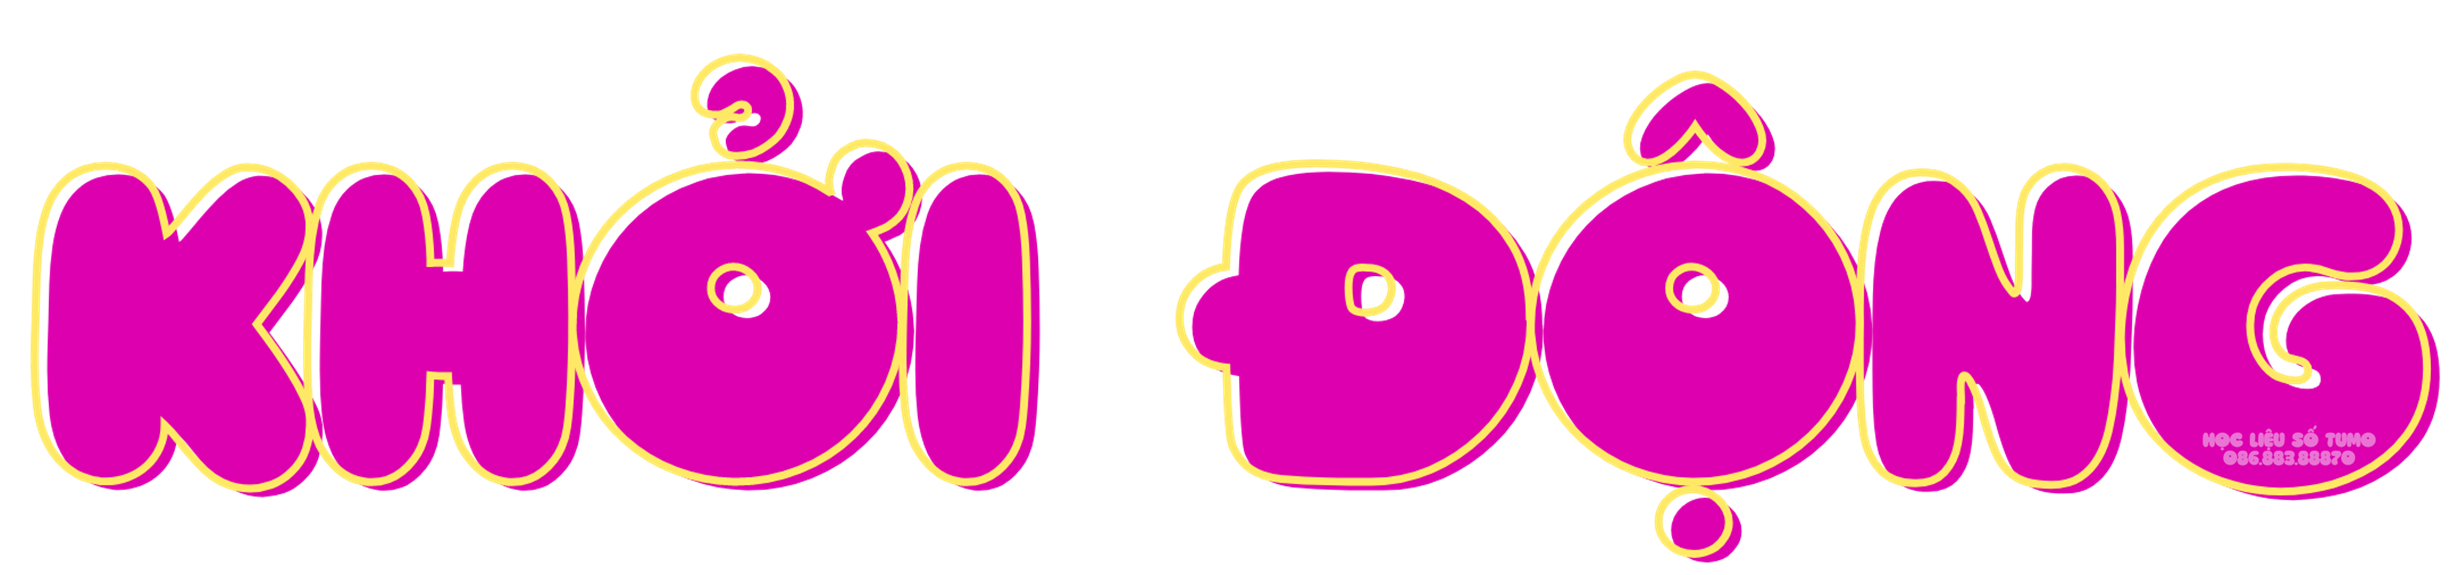 KHỞI ĐỘNG
HỌC LIỆU SỐ TUMO
086.883.88870